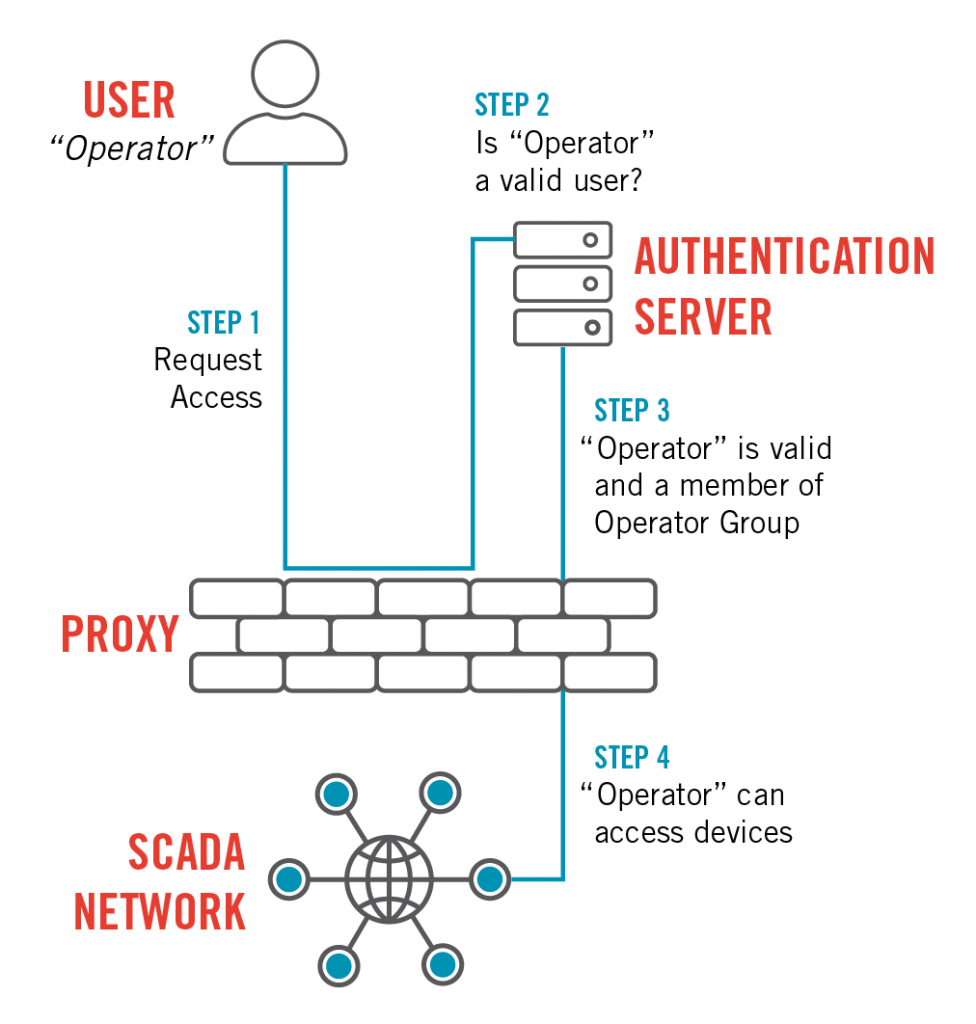 USER
“Operator”
STEP 1
Request
Access
STEP 2
Is “Operator”
a valid user?
AUTHENTICATION
SERVER
STEP 3
“Operator” is valid
and a member of
Operator Group
PROXY
STEP 4
“Operator” can
access devices
SCADA
NETWORK